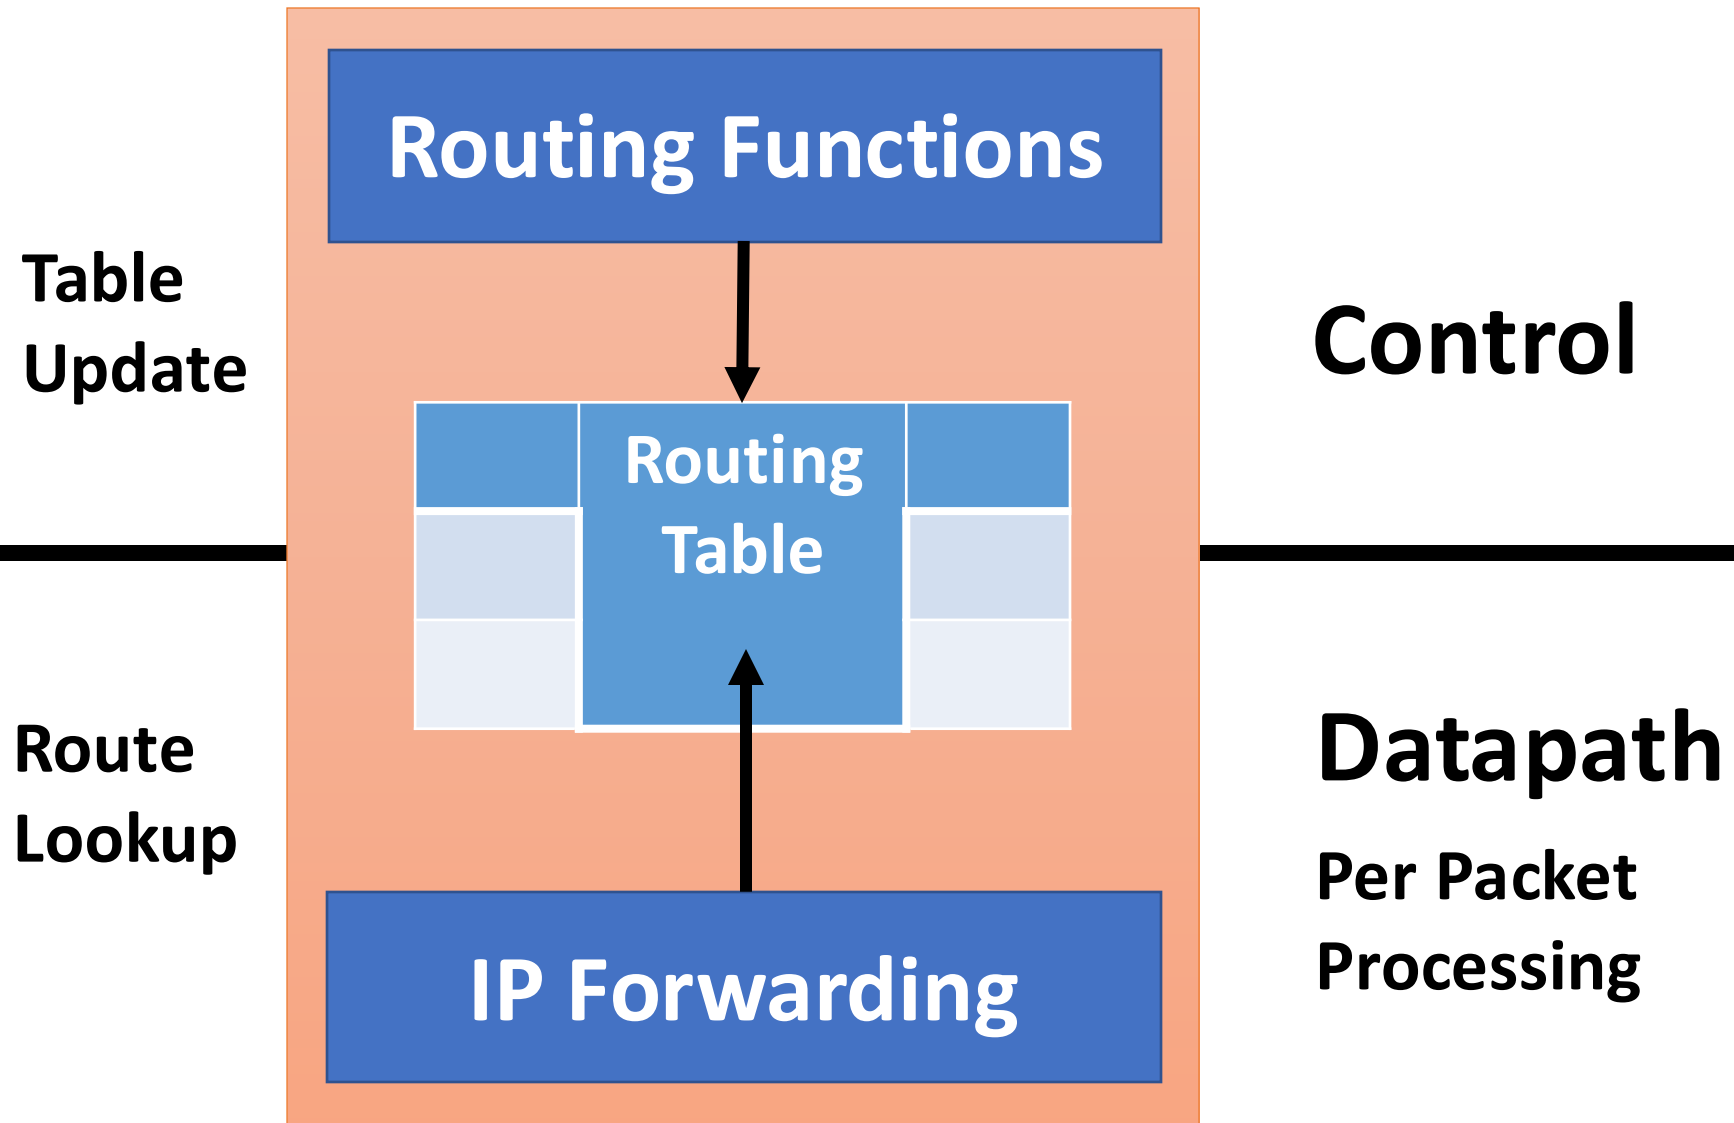 Routing Functions
Table
Update
Control
Routing
Table
Route
Lookup
Datapath
Per Packet
Processing
IP Forwarding